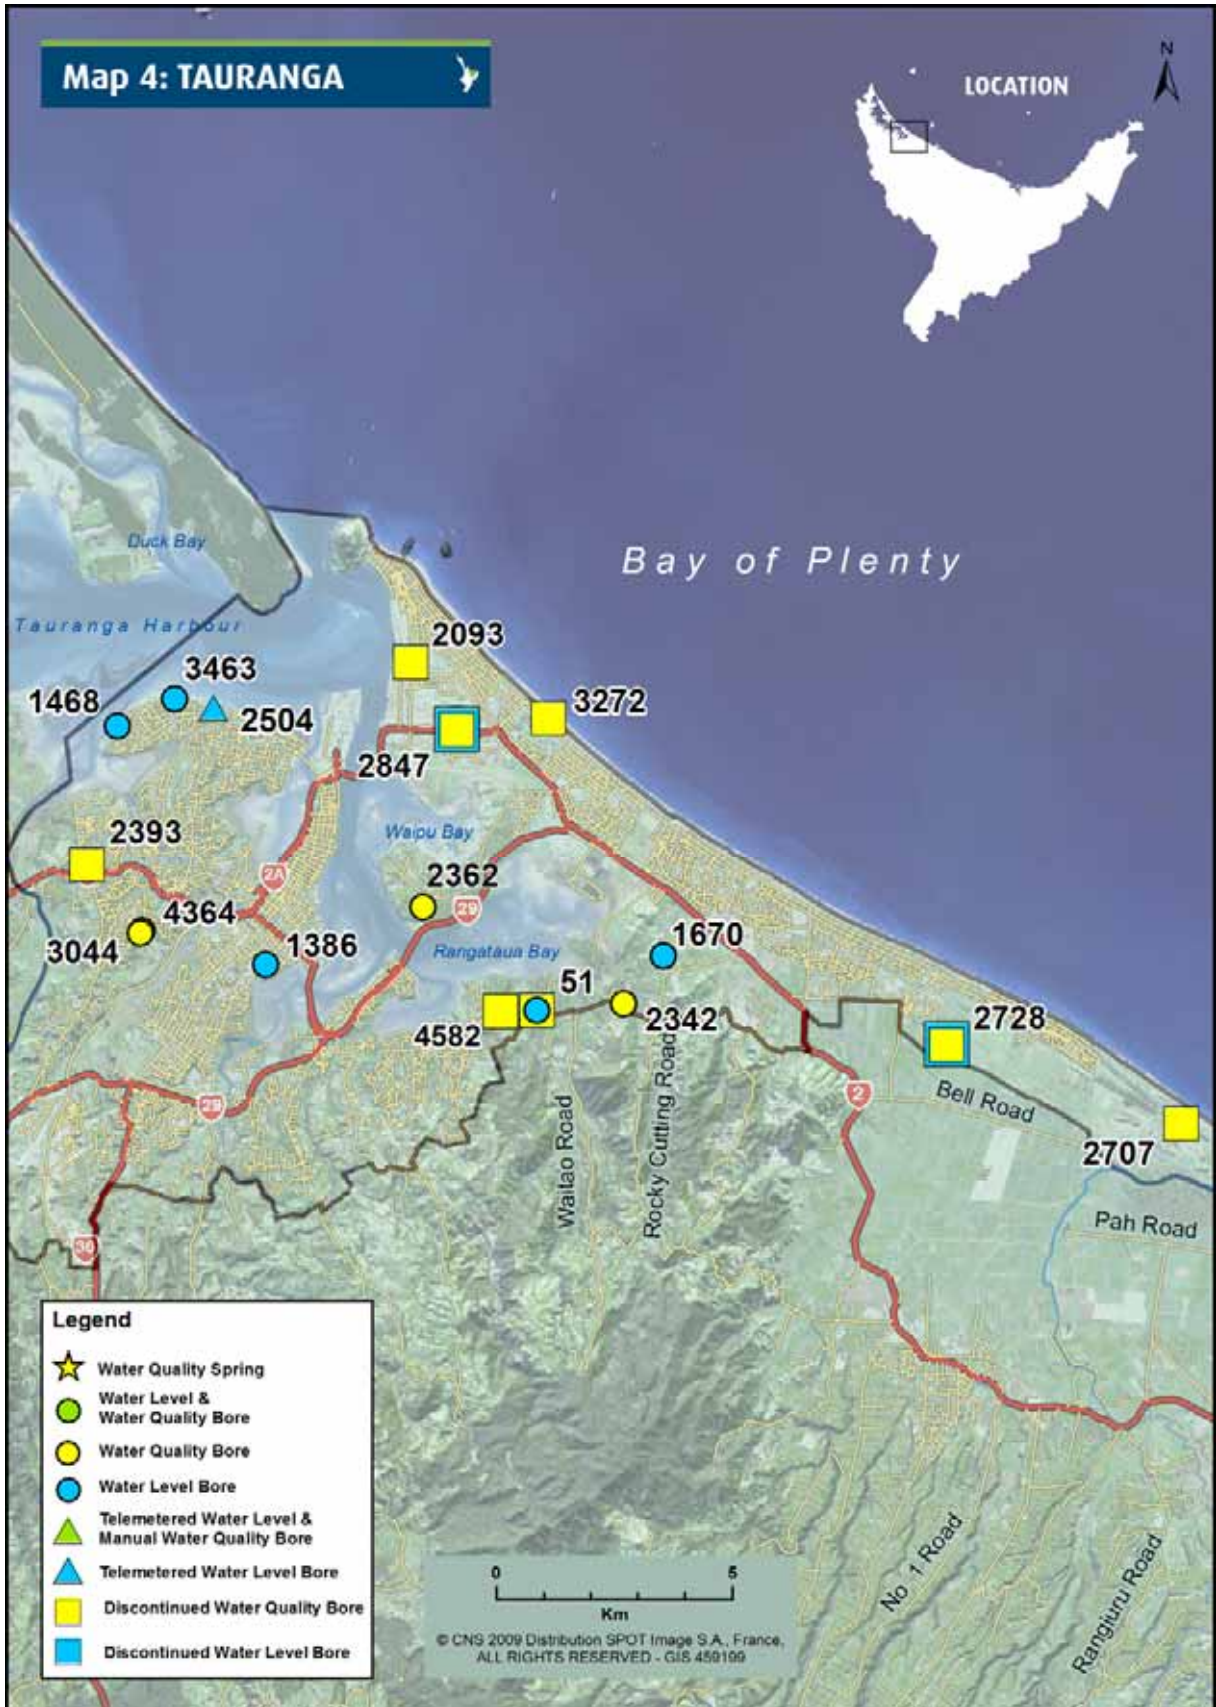 Map 4: TAURANGA
LOCATION
N
Duck Bay
Bay of Plenty
Tauranga Harbour
2093
3463
1468
2504
3272
2847
Waipu Bay
2393
2A
2362
29
4364
3044
1386
Rangataua Bay
1670
51
4582
2342
2728
2
29
Bell Road
2707
Waitao Road
Rocky Cutting Road
Pah Road
36
Legend
Water Quality Spring
Water Level &
Water Quality Bore
Water Quality Bore
Water Level Bore
Telemetered Water Level &
Manual Water Quality Bore
Telemetered Water Level Bore
Discontinued Water Quality Bore
Discontinued Water Level Bore
No 1 Road
Rangiuru Road
0 5
Km
© CNS 2009 Distribution SPOT Image S.A., France,
ALL RIGHTS RESERVED - GIS 459199